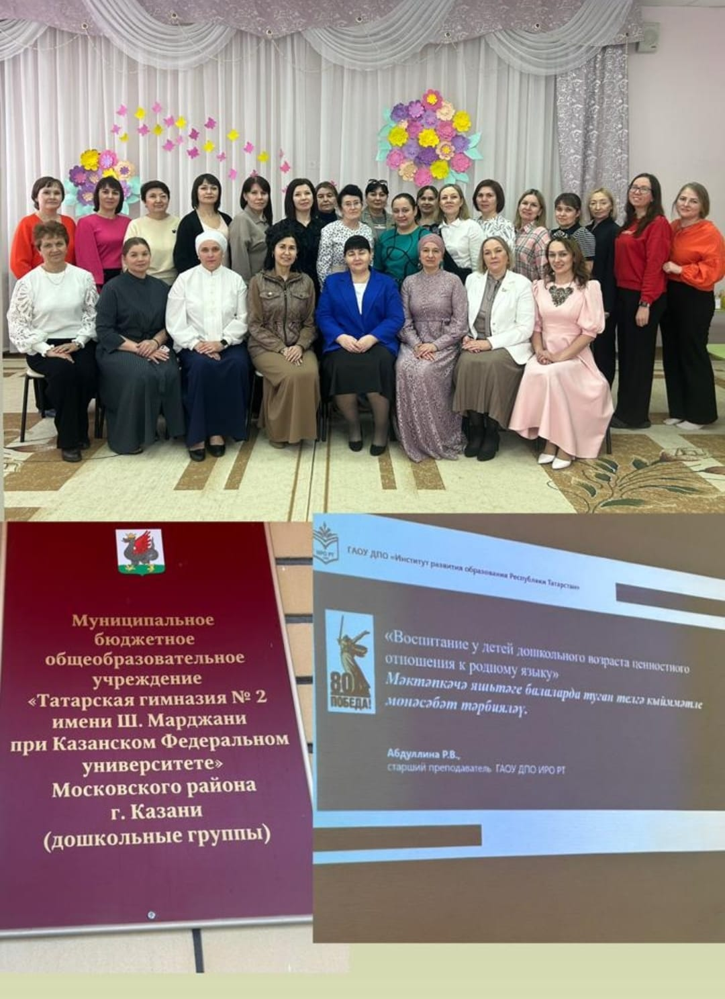 Муниципальное
бюджетное
общеобразовательное
учреждение
«Татарская гимназия № 2
имени Ш. Марджани
при Казанском Федеральном
университете»
Московского района
г. Казани
(дошкольные группы)
ИРО РТ
ГАОУ ДПО «Институт развития образования Республики Татарстан»
80
ПОБЕДА!
«Воспитание у детей дошкольного возраста ценностного
отношения к родному языку»
Мәктәпкәчә яшьтәге балаларда туган телгә кыйммәтле
мөнәсәбәт тәрбияләү.
Абдуллина Р.В.,
старший преподаватель ГАОУ ДПО ИРО РТ